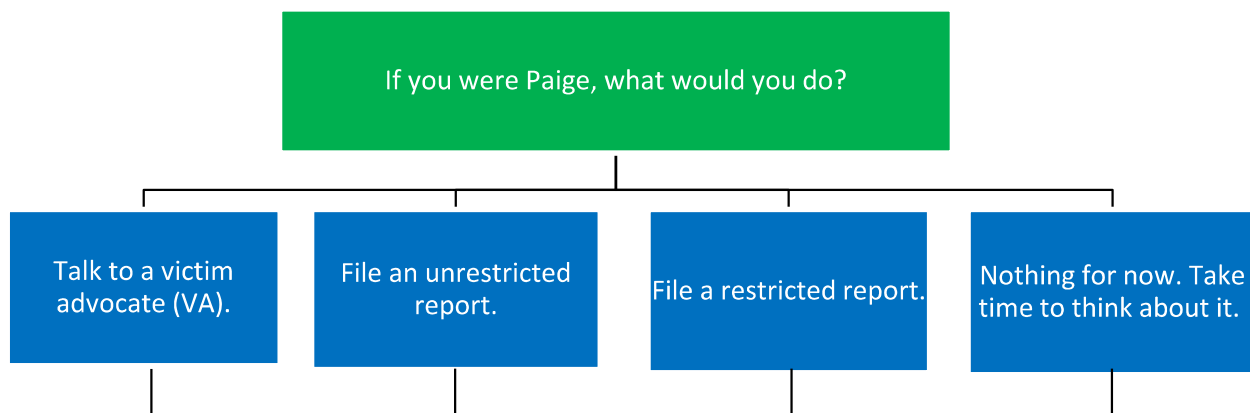 If you were Paige, what would you do?
Talk to a victim
advocate (VA).
File an unrestricted
report.
File a restricted report.
Nothing for now. Take
time to think about it.